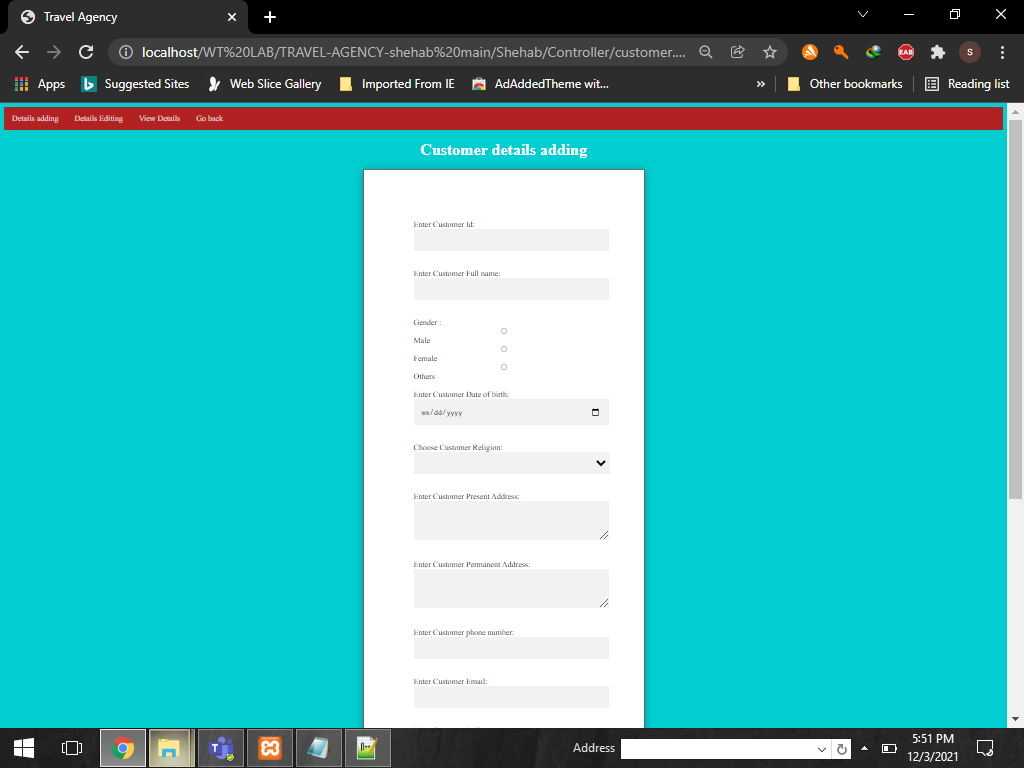 Travel Agency
localhost/WT%20LAB/TRAVEL-AGENCY-shehab%20main/Shehab/Controller/customer....
EAB
S
Apps
Suggested Sites
Web Slice Gallery
Imported From IE
AdAddedTheme wit...
»
Other bookmarks
Reading list
Details adding
Details Editing
View Details
Go back
Customer details adding
Enter Customer Id:
Enter Customer Full name:
Gender :
Male
Female
Others
Enter Customer Date of birth:
mm/dd/yyyy
Choose Customer Religion:
Enter Customer Present Address:
Enter Customer Permanent Address:
Enter Customer phone number:
Enter Customer Email:
Address
5:51 PM
12/3/2021